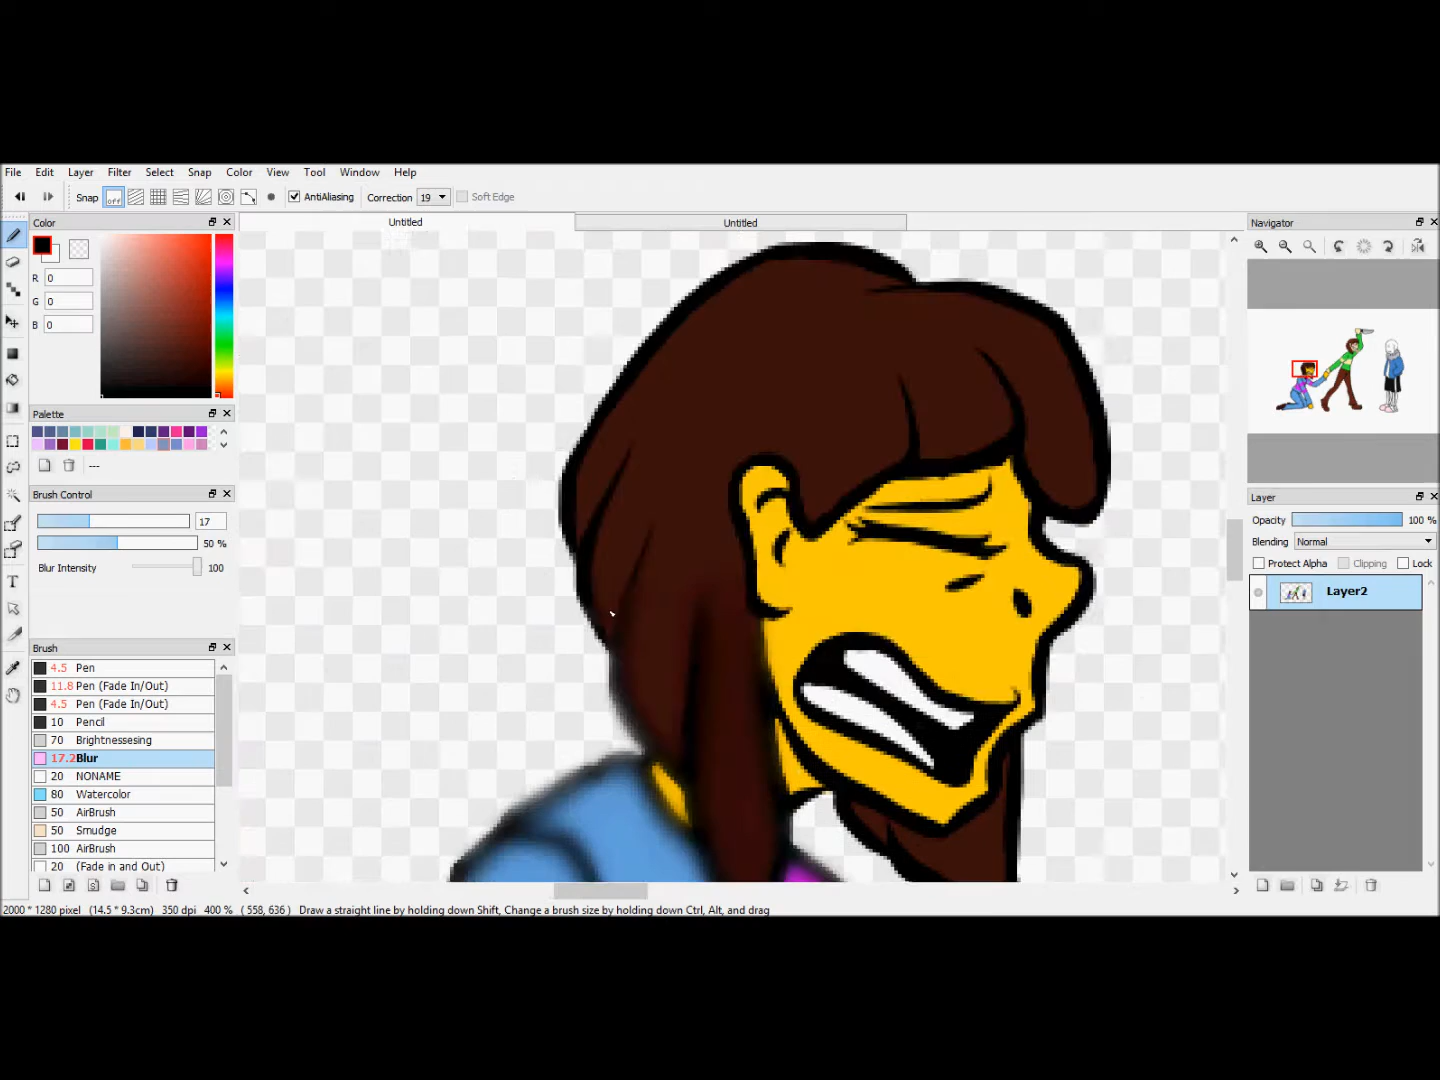 File Edit Layer Filter Select Snap Color View Tool Window Help
Snap off AntiAliasing Correction 19 Soft Edge
Color
Untitled Untitled
Navigator
R 0
G 0
B 0
Palette
---
Brush Control
17
50 %
Blur Intensity 100
Layer
Opacity 100 %
Blending Normal
Protect Alpha Clipping Lock
Layer2
Brush
4.5 Pen
11.8 Pen (Fade In/Out)
4.5 Pen (Fade In/Out)
10 Pencil
70 Brightnessesing
17.2 Blur
20 NONAME
80 Watercolor
50 AirBrush
50 Smudge
100 AirBrush
20 (Fade in and Out)
2000 * 1280 pixel (14.5 * 9.3cm) 350 dpi 400 % ( 558, 636 ) Draw a straight line by holding down Shift, Change a brush size by holding down Ctrl, Alt, and drag